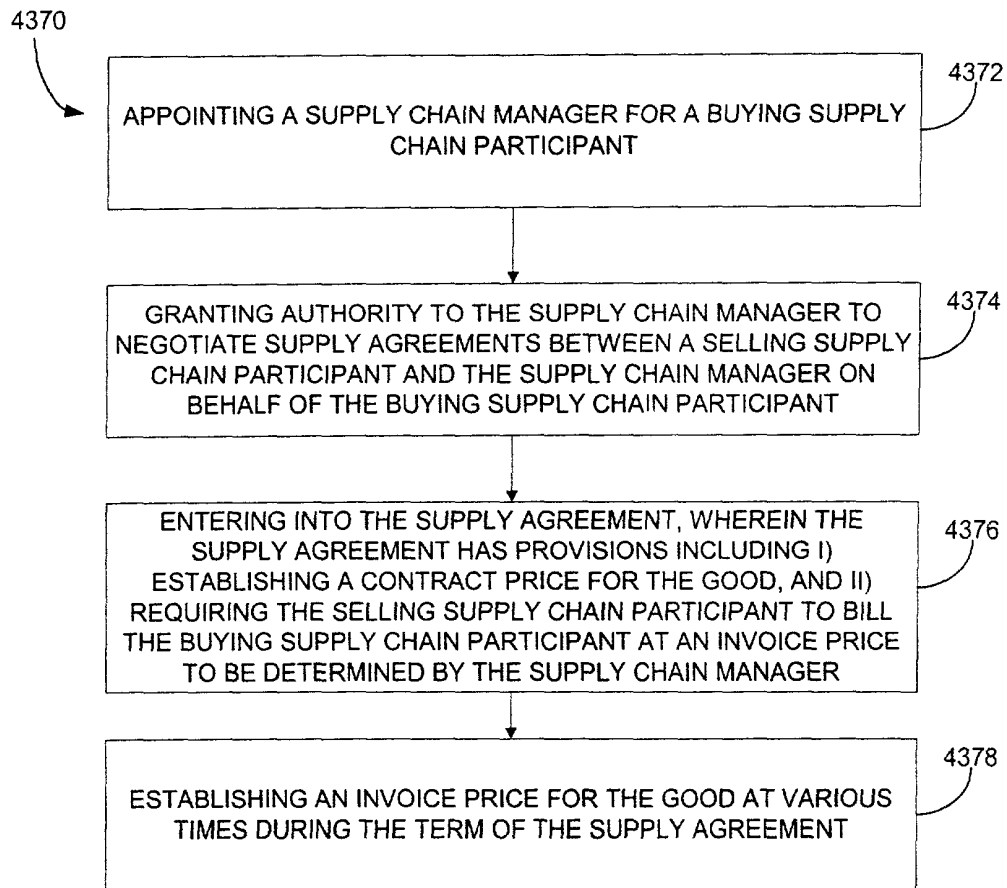 4370
4372
APPOINTING A SUPPLY CHAIN MANAGER FOR A BUYING SUPPLY
CHAIN PARTICIPANT
4374
GRANTING AUTHORITY TO THE SUPPLY CHAIN MANAGER TO
NEGOTIATE SUPPLY AGREEMENTS BETWEEN A SELLING SUPPLY
CHAIN PARTICIPANT AND THE SUPPLY CHAIN MANAGER ON
BEHALF OF THE BUYING SUPPLY CHAIN PARTICIPANT
4376
ENTERING INTO THE SUPPLY AGREEMENT, WHEREIN THE
SUPPLY AGREEMENT HAS PROVISIONS INCLUDING I)
ESTABLISHING A CONTRACT PRICE FOR THE GOOD, AND II)
REQUIRING THE SELLING SUPPLY CHAIN PARTICIPANT TO BILL
THE BUYING SUPPLY CHAIN PARTICIPANT AT AN INVOICE PRICE
TO BE DETERMINED BY THE SUPPLY CHAIN MANAGER
4378
ESTABLISHING AN INVOICE PRICE FOR THE GOOD AT VARIOUS
TIMES DURING THE TERM OF THE SUPPLY AGREEMENT